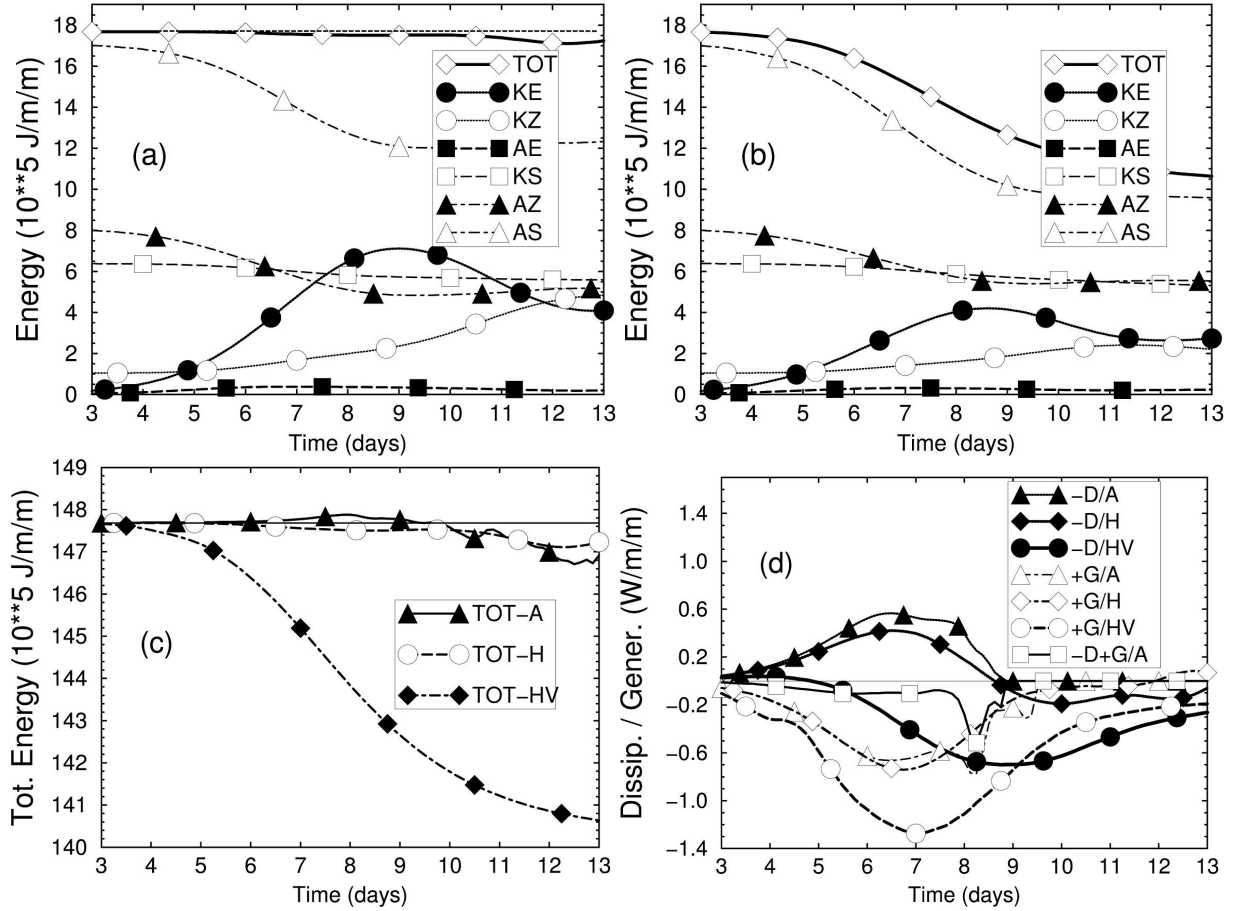 18
16
14
12
10
8
6
4
2
0
Energy (10**5 J/m/m)
(a)
TOT
KE
KZ
AE
KS
AZ
AS
3 4 5 6 7 8 9 10 11 12 13
Time (days)
18
16
14
12
10
8
6
4
2
0
Energy (10**5 J/m/m)
(b)
TOT
KE
KZ
AE
KS
AZ
AS
3 4 5 6 7 8 9 10 11 12 13
Time (days)
149
148
147
146
145
144
143
142
141
140
Tot. Energy (10**5 J/m/m)
(c)
TOT−A
TOT−H
TOT−HV
3 4 5 6 7 8 9 10 11 12 13
Time (days)
1.4
1.0
0.6
0.2
−0.2
−0.6
−1.0
−1.4
Dissip. / Gener. (W/m/m)
(d)
−D/A
−D/H
−D/HV
+G/A
+G/H
+G/HV
−D+G/A
3 4 5 6 7 8 9 10 11 12 13
Time (days)